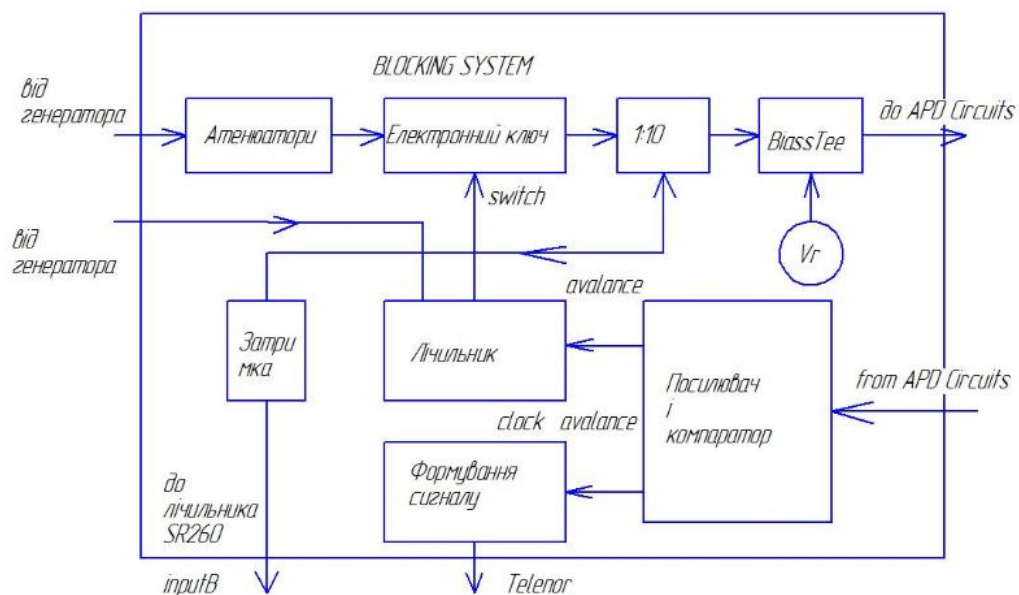 BLOCKING SYSTEM
від
генератора
Атенюатори
Електронний ключ
1:10
BiassTee
до APD Circuits
switch
Vr
від
генератора
avalance
Затри
мка
Лічильник
Посилювач
і
компаратор
from APD Circuits
clock avalance
Формування
сигналу
до
лічильника
SR260
inputB
Telenor